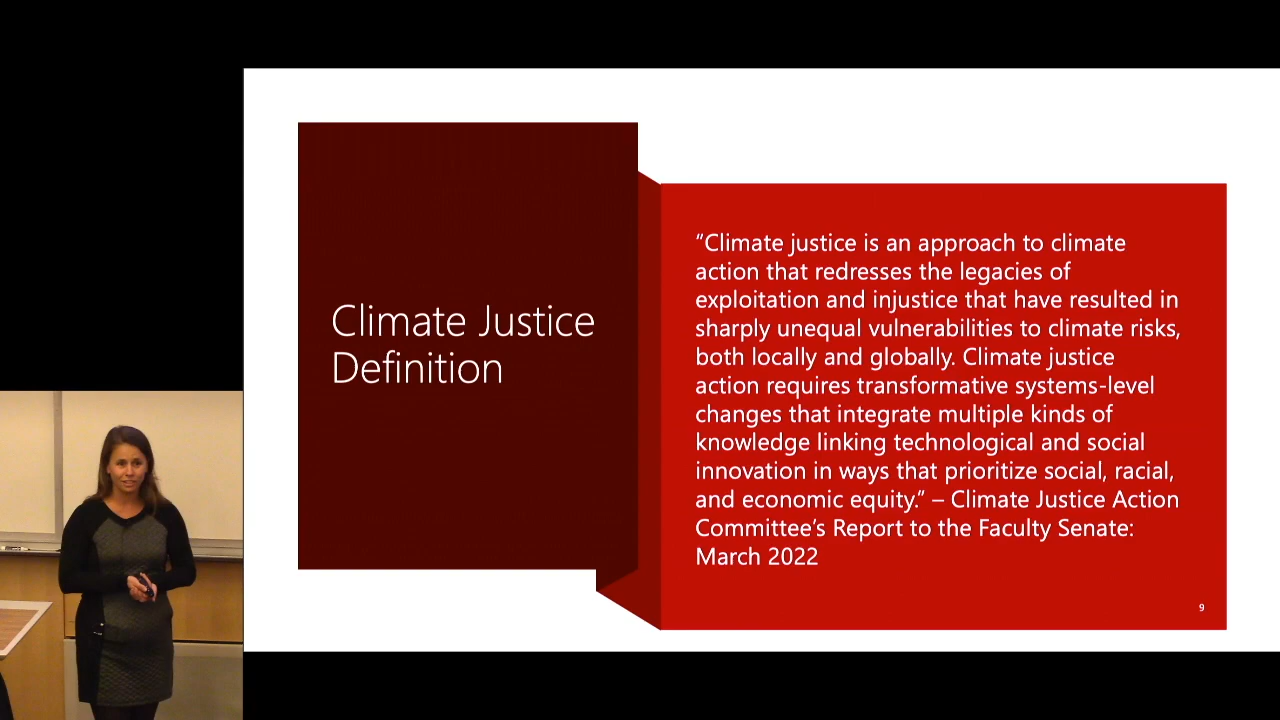 Climate Justice
Definition
“Climate justice is an approach to climate
action that redresses the legacies of
exploitation and injustice that have resulted in
sharply unequal vulnerabilities to climate risks,
both locally and globally. Climate justice
action requires transformative systems-level
changes that integrate multiple kinds of
knowledge linking technological and social
innovation in ways that prioritize social, racial,
and economic equity.” – Climate Justice Action
Committee’s Report to the Faculty Senate:
March 2022
9